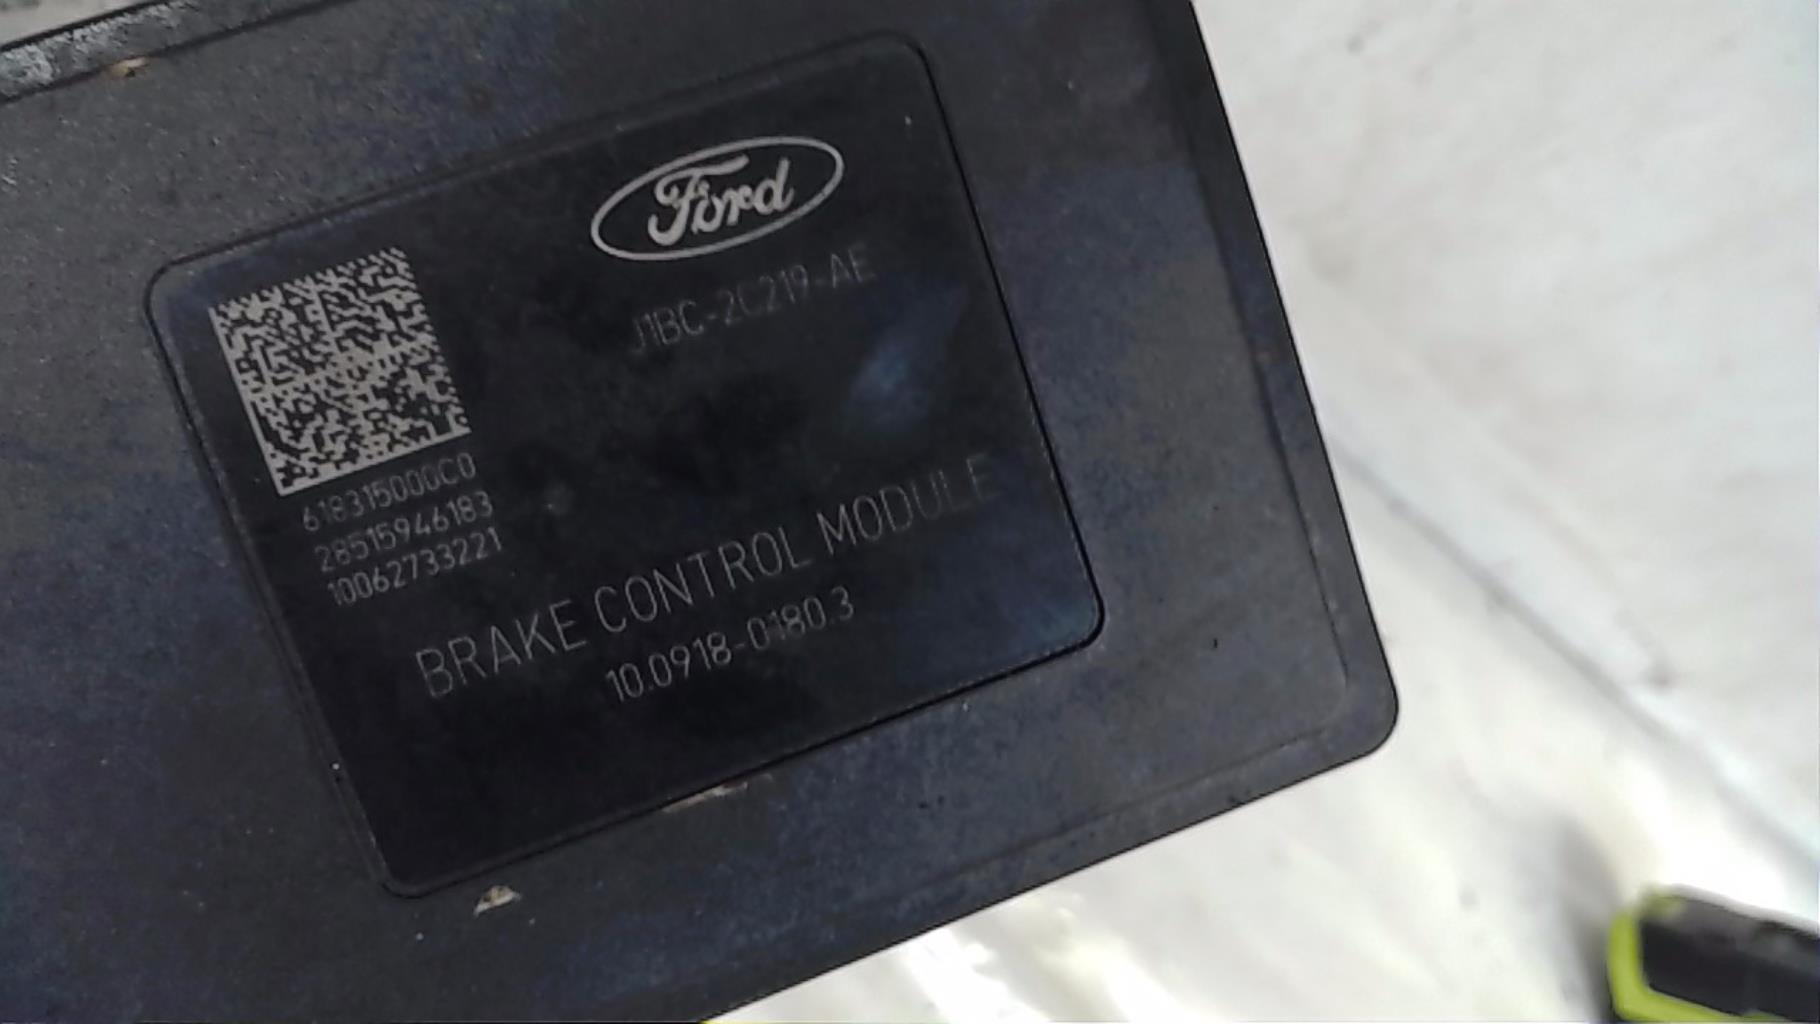 Ford
J1BC-2C219-AE
618315000C0
28515946183
10062733221
BRAKE CONTROL MODULE
10.0918-0180.3